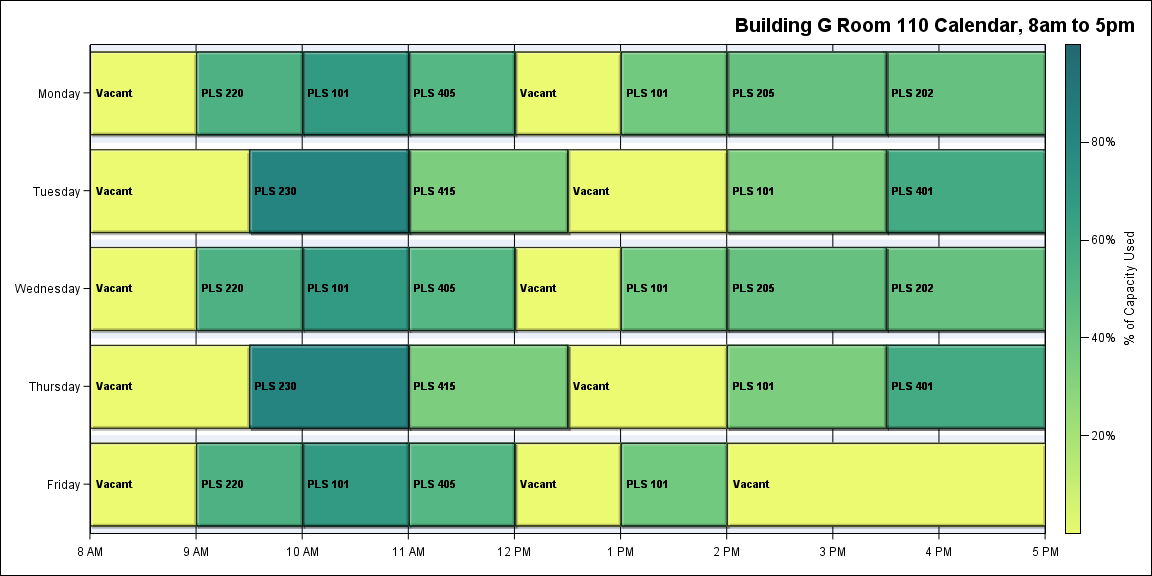 Building G Room 110 Calendar, 8am to 5pm
Monday
Vacant
PLS 220
PLS 101
PLS 405
Vacant
PLS 101
PLS 205
PLS 202
Tuesday
Vacant
PLS 230
PLS 415
Vacant
PLS 101
PLS 401
Wednesday
Vacant
PLS 220
PLS 101
PLS 405
Vacant
PLS 101
PLS 205
PLS 202
Thursday
Vacant
PLS 230
PLS 415
Vacant
PLS 101
PLS 401
Friday
Vacant
PLS 220
PLS 101
PLS 405
Vacant
PLS 101
Vacant
8 AM
9 AM
10 AM
11 AM
12 PM
1 PM
2 PM
3 PM
4 PM
5 PM
80%
60%
40%
20%
% of Capacity Used